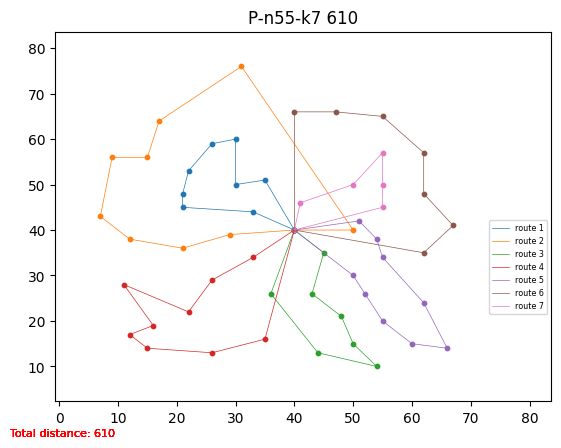 P-n55-k7 610
80
70
60
50
40
30
20
10
0 10 20 30 40 50 60 70 80
route 1
route 2
route 3
route 4
route 5
route 6
route 7
Total distance: 610